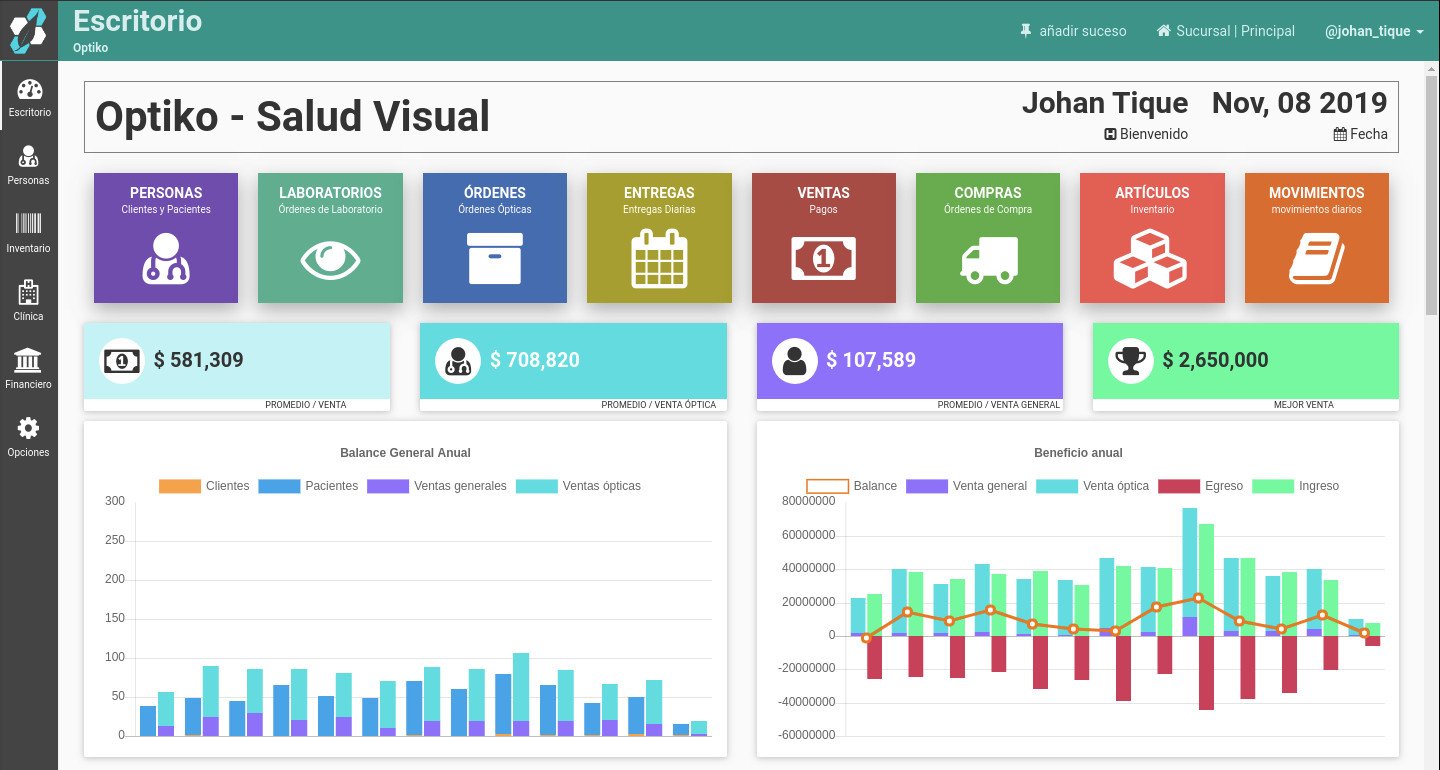 Escritorio
Optiko
añadir suceso
Sucursal | Principal
@johan_tique
Escritorio
Personas
Inventario
Clínica
Financiero
Opciones
Optiko - Salud Visual
Johan Tique
Bienvenido
Nov, 08 2019
Fecha
PERSONAS
Clientes y Pacientes
LABORATORIOS
Órdenes de Laboratorio
ÓRDENES
Órdenes Ópticas
ENTREGAS
Entregas Diarias
VENTAS
Pagos
1
COMPRAS
Órdenes de Compra
ARTÍCULOS
Inventario
MOVIMIENTOS
movimientos diarios
1
$ 581,309
PROMEDIO / VENTA
$ 708,820
PROMEDIO / VENTA ÓPTICA
$ 107,589
PROMEDIO / VENTA GENERAL
$ 2,650,000
MEJOR VENTA
Balance General Anual
Clientes
Pacientes
Ventas generales
Ventas ópticas
300
250
200
150
100
50
0
Beneficio anual
Balance
Venta general
Venta óptica
Egreso
Ingreso
80000000
60000000
40000000
20000000
0
-20000000
-40000000
-60000000